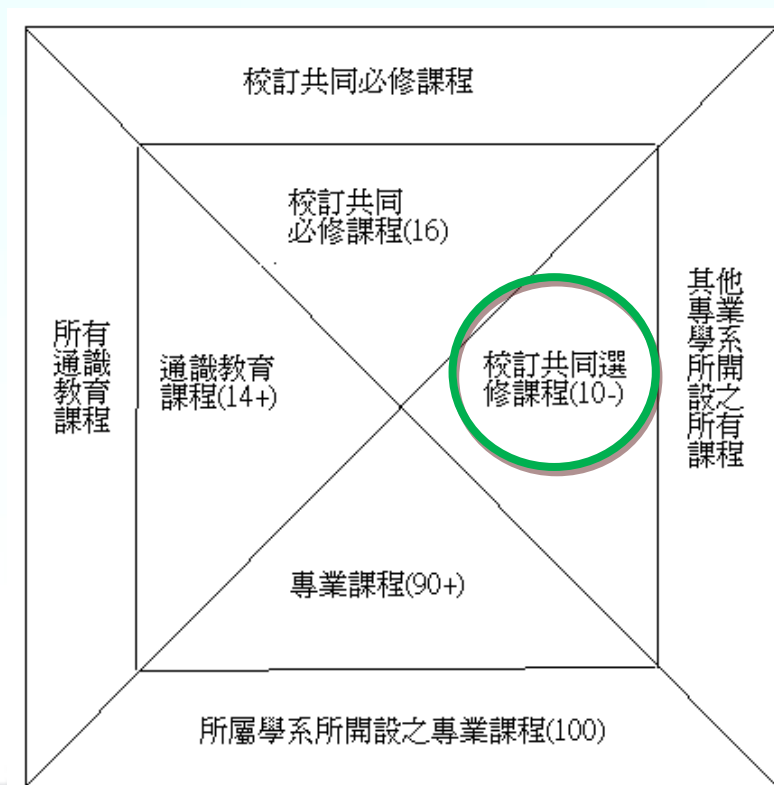 校訂共同必修課程
校訂共同
必修課程(16)
所有
通識
教育
課程
通識教育
課程(14+)
校訂共同選
修課程(10-)
其他
專業
學系
所開
設之
所有
課程
專業課程(90+)
所屬學系所開設之專業課程(100)